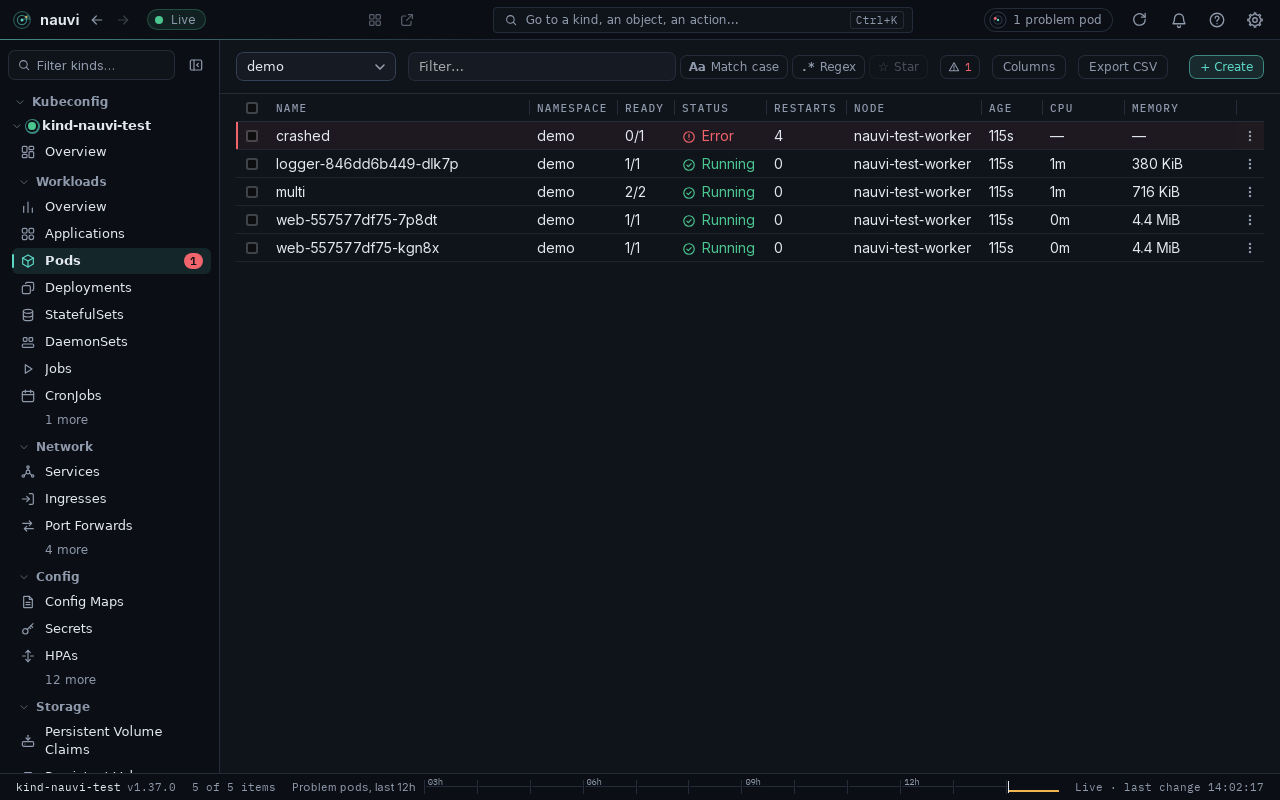 nauvi
Live
Go to a kind, an object, an action...
Ctrl+K
1 problem pod
Filter kinds...
Kubeconfig
kind-nauvi-test
Overview
Workloads
Overview
Applications
Pods 1
Deployments
StatefulSets
DaemonSets
Jobs
CronJobs
1 more
Network
Services
Ingresses
Port Forwards
4 more
Config
Config Maps
Secrets
HPAs
12 more
Storage
Persistent Volume
Claims
demo
Filter...
Aa Match case
.* Regex
☆ Star
1
Columns
Export CSV
+ Create
NAME NAMESPACE READY STATUS RESTARTS NODE AGE CPU MEMORY
crashed demo 0/1 Error 4 nauvi-test-worker 115s — —
logger-846dd6b449-dlk7p demo 1/1 Running 0 nauvi-test-worker 115s 1m 380 KiB
multi demo 2/2 Running 0 nauvi-test-worker 115s 1m 716 KiB
web-557577df75-7p8dt demo 1/1 Running 0 nauvi-test-worker 115s 0m 4.4 MiB
web-557577df75-kgn8x demo 1/1 Running 0 nauvi-test-worker 115s 0m 4.4 MiB
kind-nauvi-test v1.37.0 5 of 5 items Problem pods, last 12h 03h 06h 09h 12h Live · last change 14:02:17